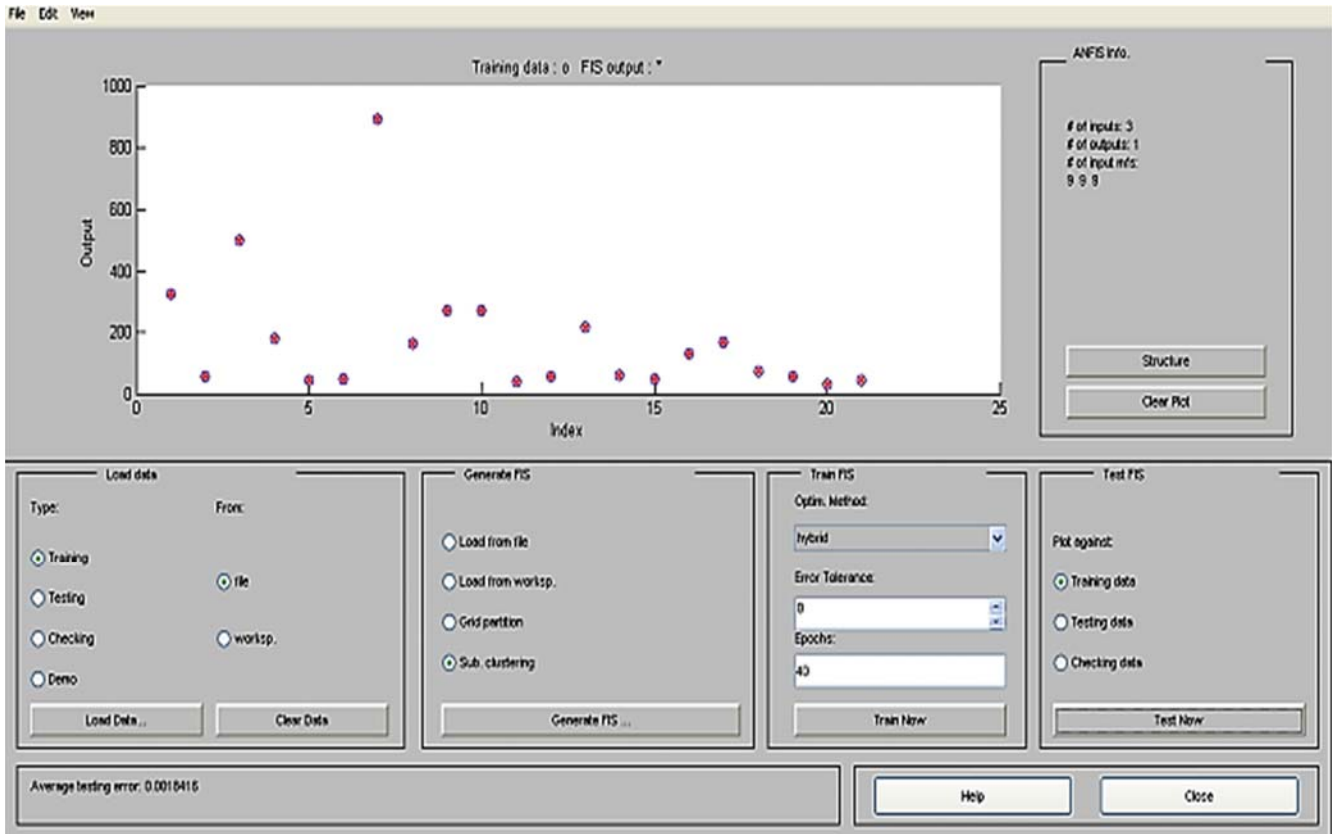 File Edit View
Training data : o FIS output : *
Output
1000
800
600
400
200
0
0 5 10 15 20 25
Index
ANFIS Info.
# of inputs: 3
# of outputs: 1
# of input mfs:
9 9 9
Structure
Clear Plot
Load data
Type:
From:
Training
Testing
Checking
Demo
file
worksp.
Load Data ...
Clear Data
Generate FIS
Load from file
Load from worksp.
Grid partition
Sub. clustering
Generate FIS ...
Train FIS
Optim. Method:
hybrid
Error Tolerance:
0
Epochs:
40
Train Now
Test FIS
Plot against:
Training data
Testing data
Checking data
Test Now
Average testing error: 0.0018415
Help
Close